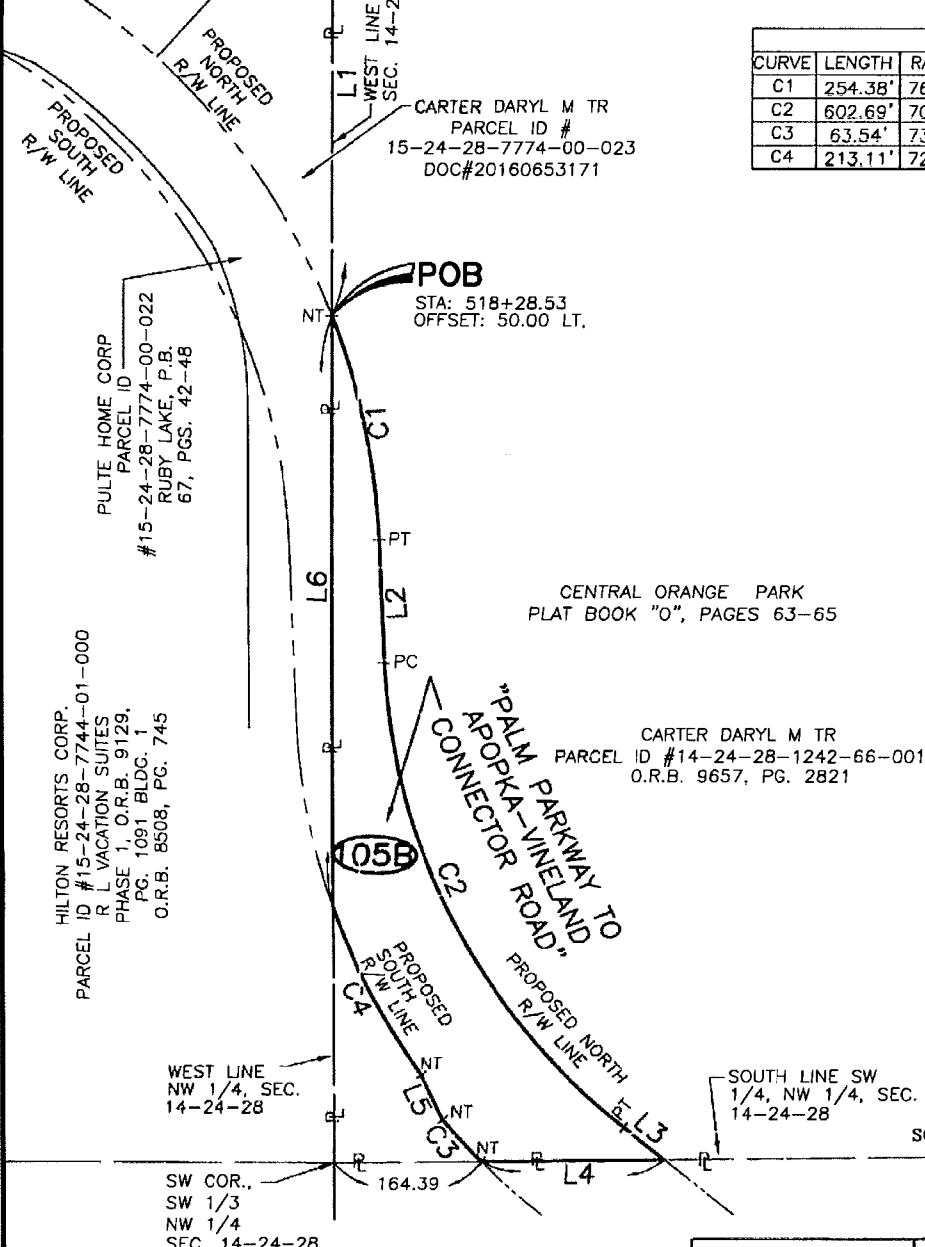 PROPOSED
NORTH
R/W LINE
L1
WEST LINE
SEC. 14-2
CARTER DARYL M TR
PARCEL ID #
15-24-28-7774-00-023
DOC#20160653171
CURVE LENGTH
C1 254.38'
C2 602.69'
C3 63.54'
C4 213.11'
PROPOSED
SOUTH
R/W LINE
POB
STA: 518+28.53
OFFSET: 50.00 LT.
NT
PULTE HOME CORP
PARCEL ID
#15-24-28-7774-00-022
RUBY LAKE, P.B.
67, PGS. 42-48
C1
PT
L6
L2
CENTRAL ORANGE PARK
PLAT BOOK "O", PAGES 63-65
PC
HILTON RESORTS CORP.
PARCEL ID #15-24-28-7744-01-000
R L VACATION SUITES
PHASE 1, O.R.B. 9129,
PG. 1091 BLDG. 1
O.R.B. 8508, PG. 745
"PALM PARKWAY TO
APOPKA-VINELAND
CONNECTOR ROAD"
CARTER DARYL M TR
PARCEL ID #14-24-28-1242-66-001
O.R.B. 9657, PG. 2821
105B
C2
PROPOSED
SOUTH
R/W LINE
C4
PROPOSED NORTH
R/W LINE
WEST LINE
NW 1/4, SEC.
14-24-28
NT
L5
NT
C3
NT
PT
L3
SOUTH LINE SW
1/4, NW 1/4, SEC.
14-24-28
164.39
L4
SW COR.,
SW 1/3
NW 1/4
SEC. 14-24-28